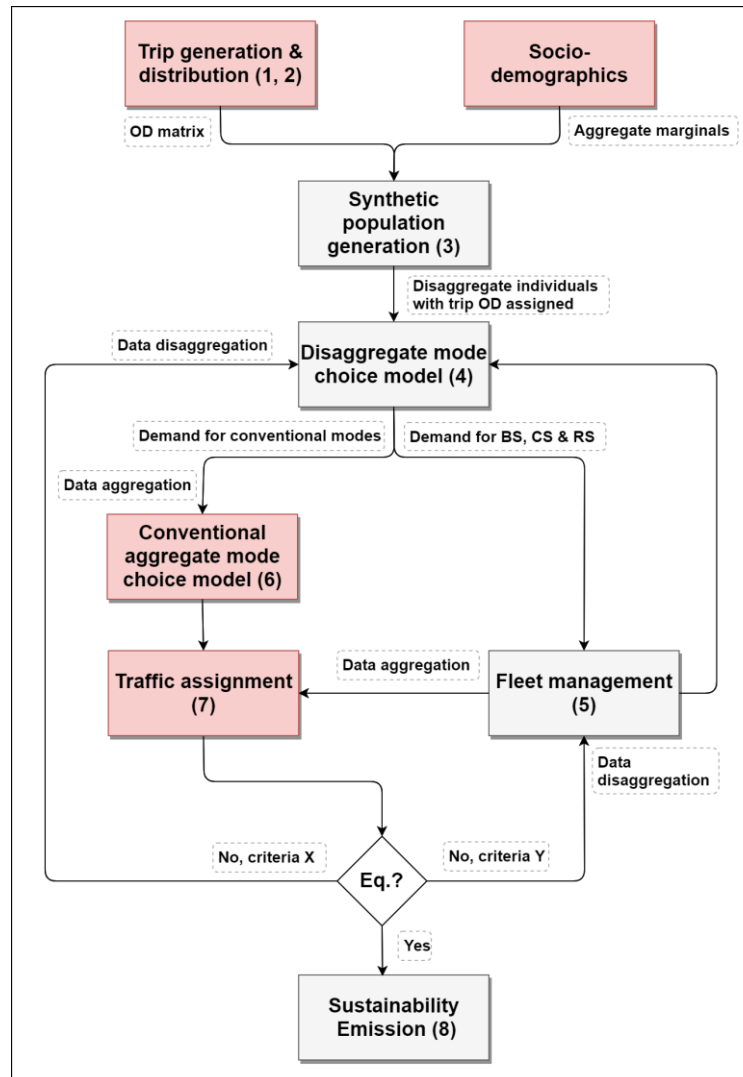 Trip generation &
distribution (1, 2)
Socio-
demographics
OD matrix
Aggregate marginals
Synthetic
population
generation (3)
Disaggregate individuals
with trip OD assigned
Data disaggregation
Disaggregate mode
choice model (4)
Demand for conventional modes
Demand for BS, CS & RS
Data aggregation
Conventional
aggregate mode
choice model (6)
Traffic assignment
(7)
Data aggregation
Fleet management
(5)
Data
disaggregation
No, criteria X
Eq.?
No, criteria Y
Yes
Sustainability
Emission (8)